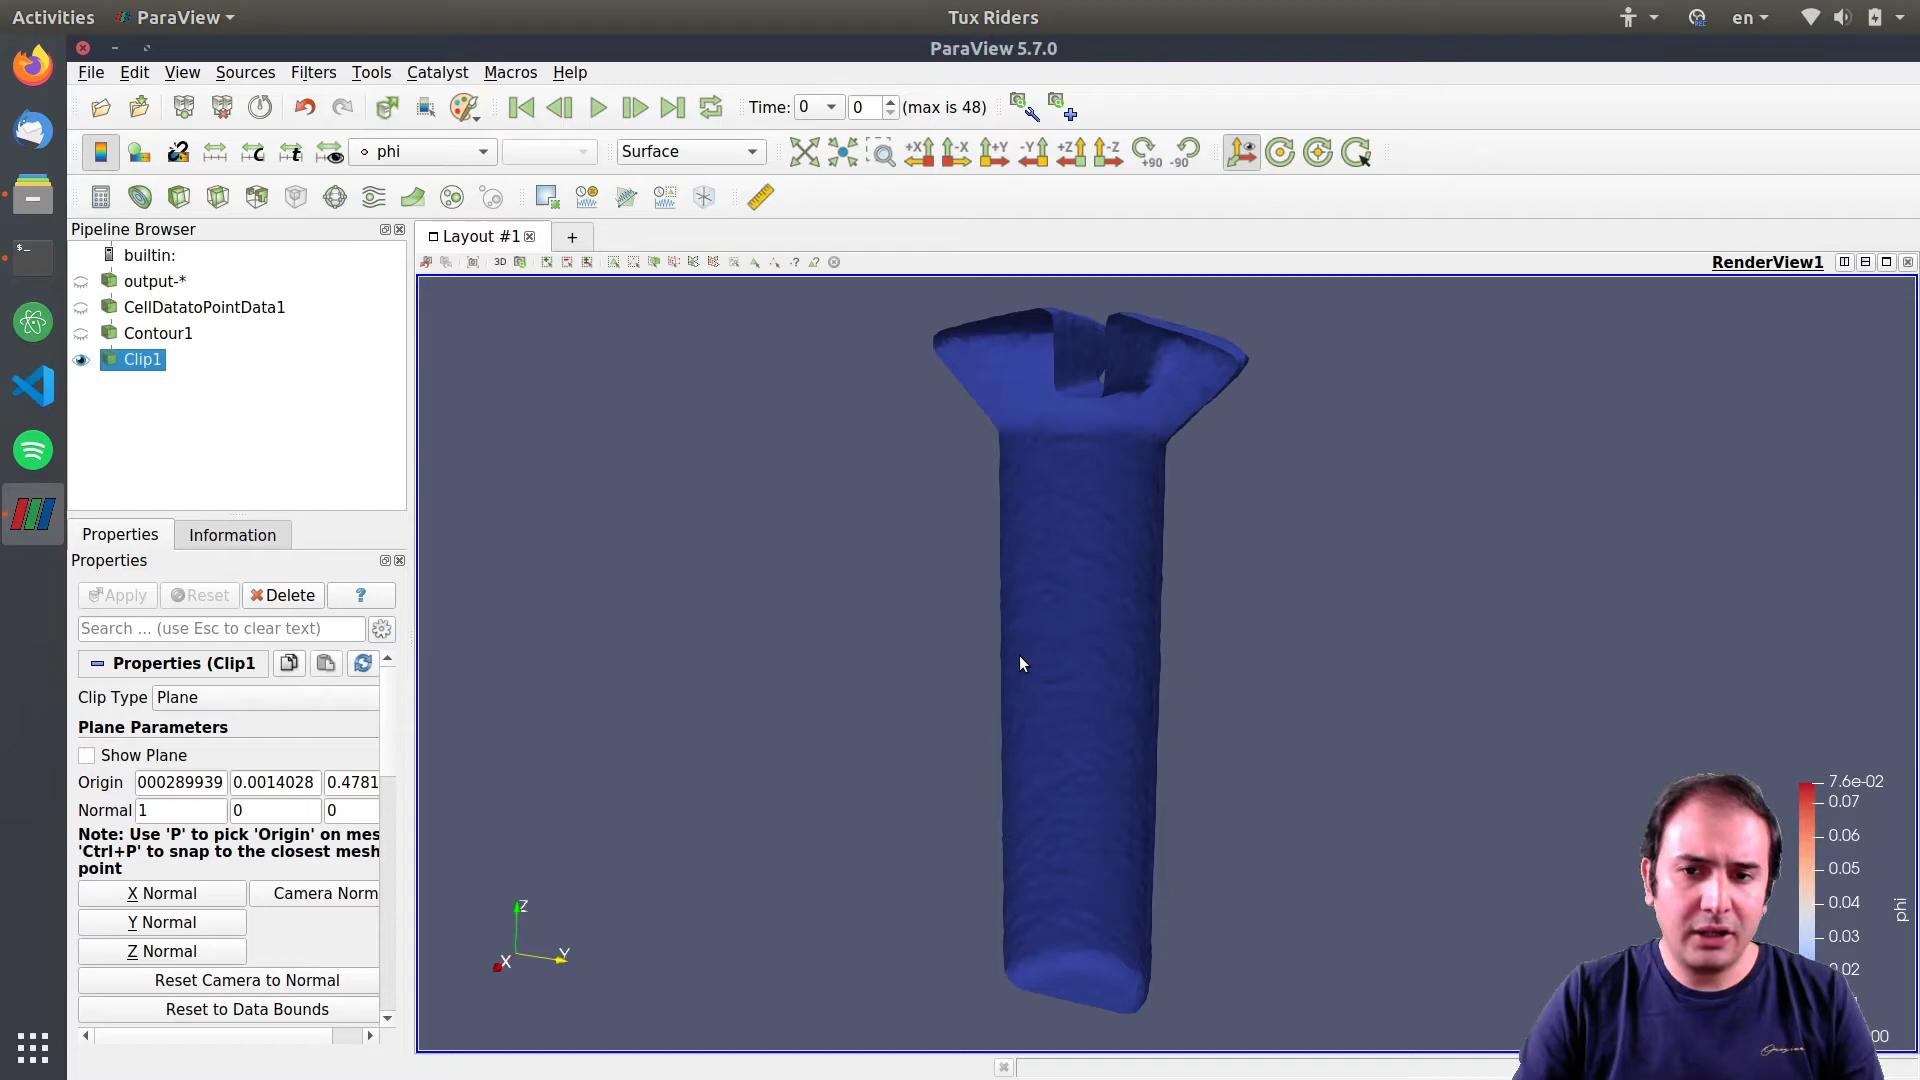 Activities
ParaView
Tux Riders
en
ParaView 5.7.0
File Edit View Sources Filters Tools Catalyst Macros Help
Time: 0 0 (max is 48)
phi
Surface
+X -X +Y -Y +Z -Z +90 -90
Pipeline Browser
builtin:
output-*
CellDatatoPointData1
Contour1
Clip1
Layout #1
+
3D
RenderView1
Properties Information
Properties
Apply Reset Delete ?
Search ... (use Esc to clear text)
Properties (Clip1
Clip Type Plane
Plane Parameters
Show Plane
Origin 000289939 0.0014028 0.4781
Normal 1 0 0
Note: Use 'P' to pick 'Origin' on mes
'Ctrl+P' to snap to the closest mesh
point
X Normal Camera Norm
Y Normal
Z Normal
Reset Camera to Normal
Reset to Data Bounds
Z
Y
X
7.6e-02
0.07
0.06
0.05
0.04
0.03
0.02
00
phi